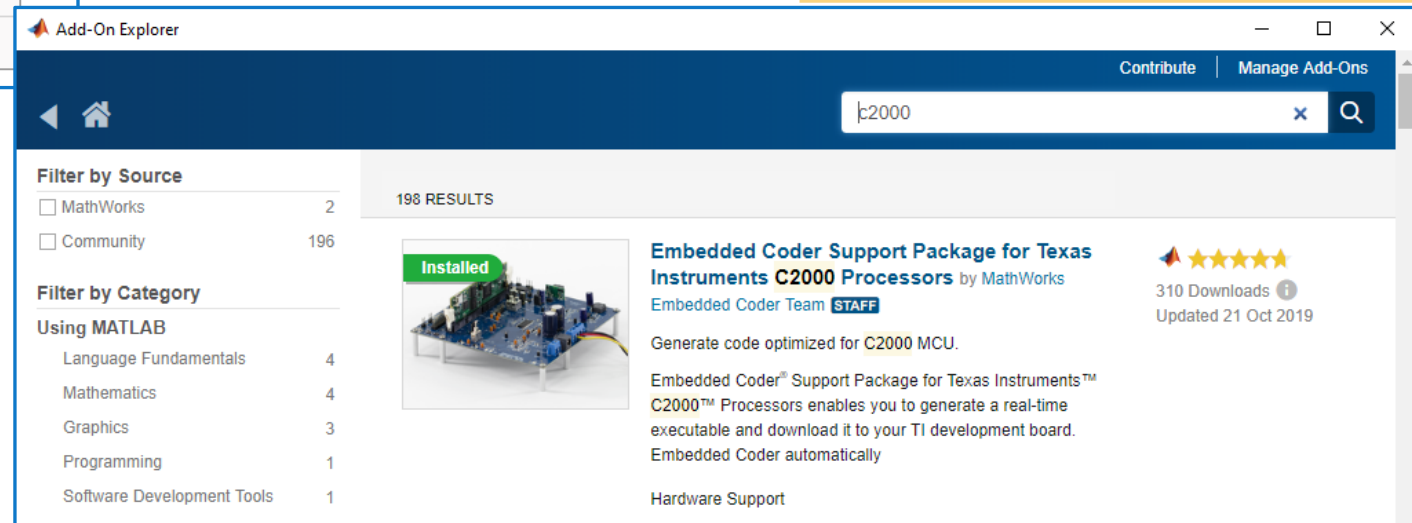 Add-On Explorer
Contribute
Manage Add-Ons
c2000
Filter by Source
MathWorks 2
Community 196
Filter by Category
Using MATLAB
Language Fundamentals 4
Mathematics 4
Graphics 3
Programming 1
Software Development Tools 1
198 RESULTS
Installed
Embedded Coder Support Package for Texas
Instruments C2000 Processors by MathWorks
Embedded Coder Team STAFF
Generate code optimized for C2000 MCU.
Embedded Coder® Support Package for Texas Instruments™
C2000™ Processors enables you to generate a real-time
executable and download it to your TI development board.
Embedded Coder automatically
Hardware Support
310 Downloads i
Updated 21 Oct 2019